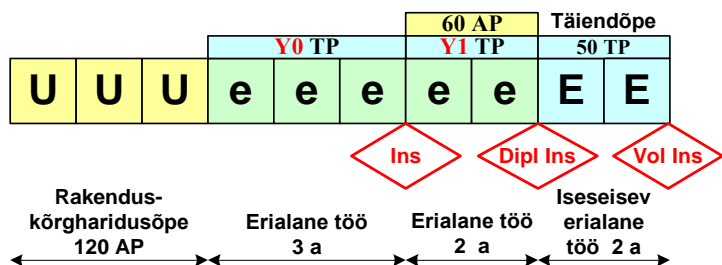 60 AP Täiendõpe
Y0 TP Y1 TP 50 TP
U U U e e e e e E E
Ins Dipl Ins Vol Ins
Rakendus-
kõrgharidusõpe
120 AP
Erialane töö
3 a
Erialane töö
2 a
Iseseisev
erialane
töö 2 a